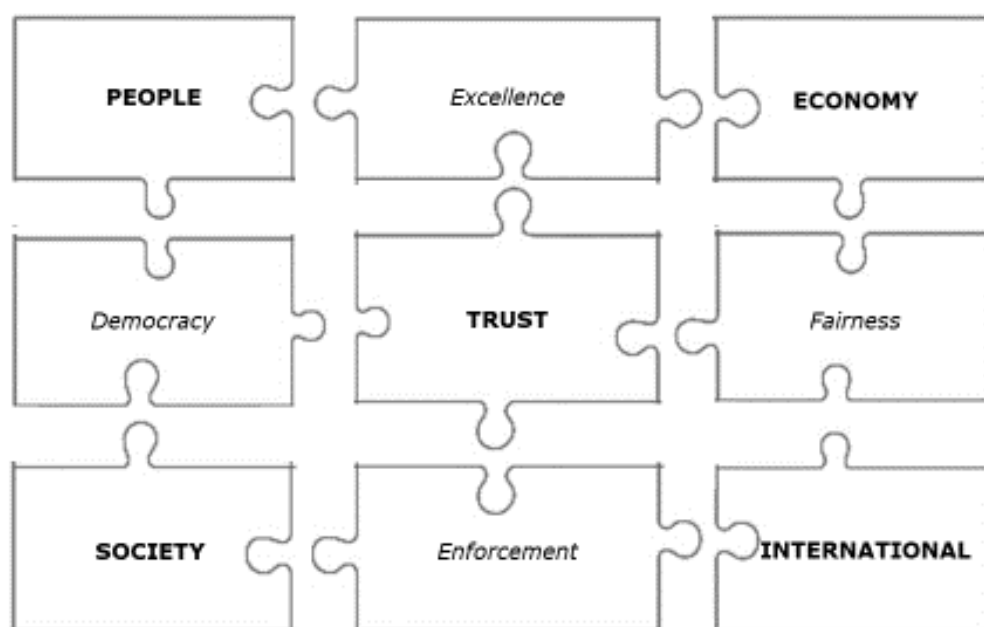 PEOPLE
Excellence
ECONOMY
Democracy
TRUST
Fairness
SOCIETY
Enforcement
INTERNATIONAL